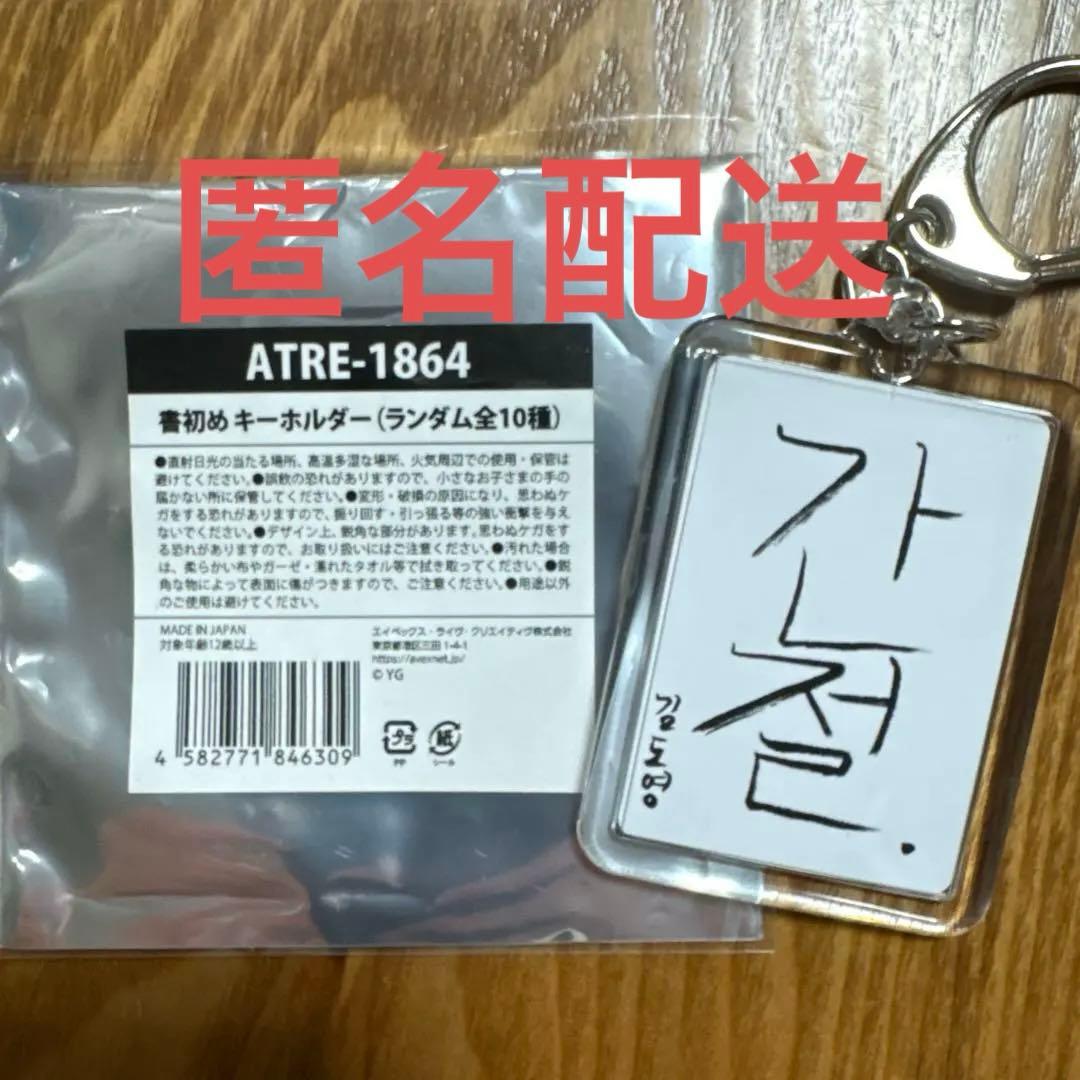 匿名配送
ATRE-1864
書初め キーホルダー(ランダム全10種)
●直射日光の当たる場所、高温多湿な場所、火気周辺での使用・保管は
避けてください。●誤飲の恐れがありますので、小さなお子さまの手の
届かない所に保管してください。●変形・破損の原因になり、思わぬケ
ガをする恐れがありますので、振り回す・引っ張る等の強い衝撃を与え
ないでください。●デザイン上、鋭角な部分があります。思わぬケガをす
る恐れがありますので、お取り扱いにはご注意ください。●汚れた場合
は、柔らかい布やガーゼ・濡れたタオル等で拭き取ってください。●鋭
角な物によって表面に傷がつきますので、ご注意ください。●用途以外
のご使用は避けてください。
MADE IN JAPAN
対象年齢12歳以上
エイベックス・ライヴ・クリエイティヴ株式会社
東京都港区三田 1-4-1
https://avexnet.jp/
© YG
4 582771 846309
プラ
PP
紙
シール
가
절.
김도영